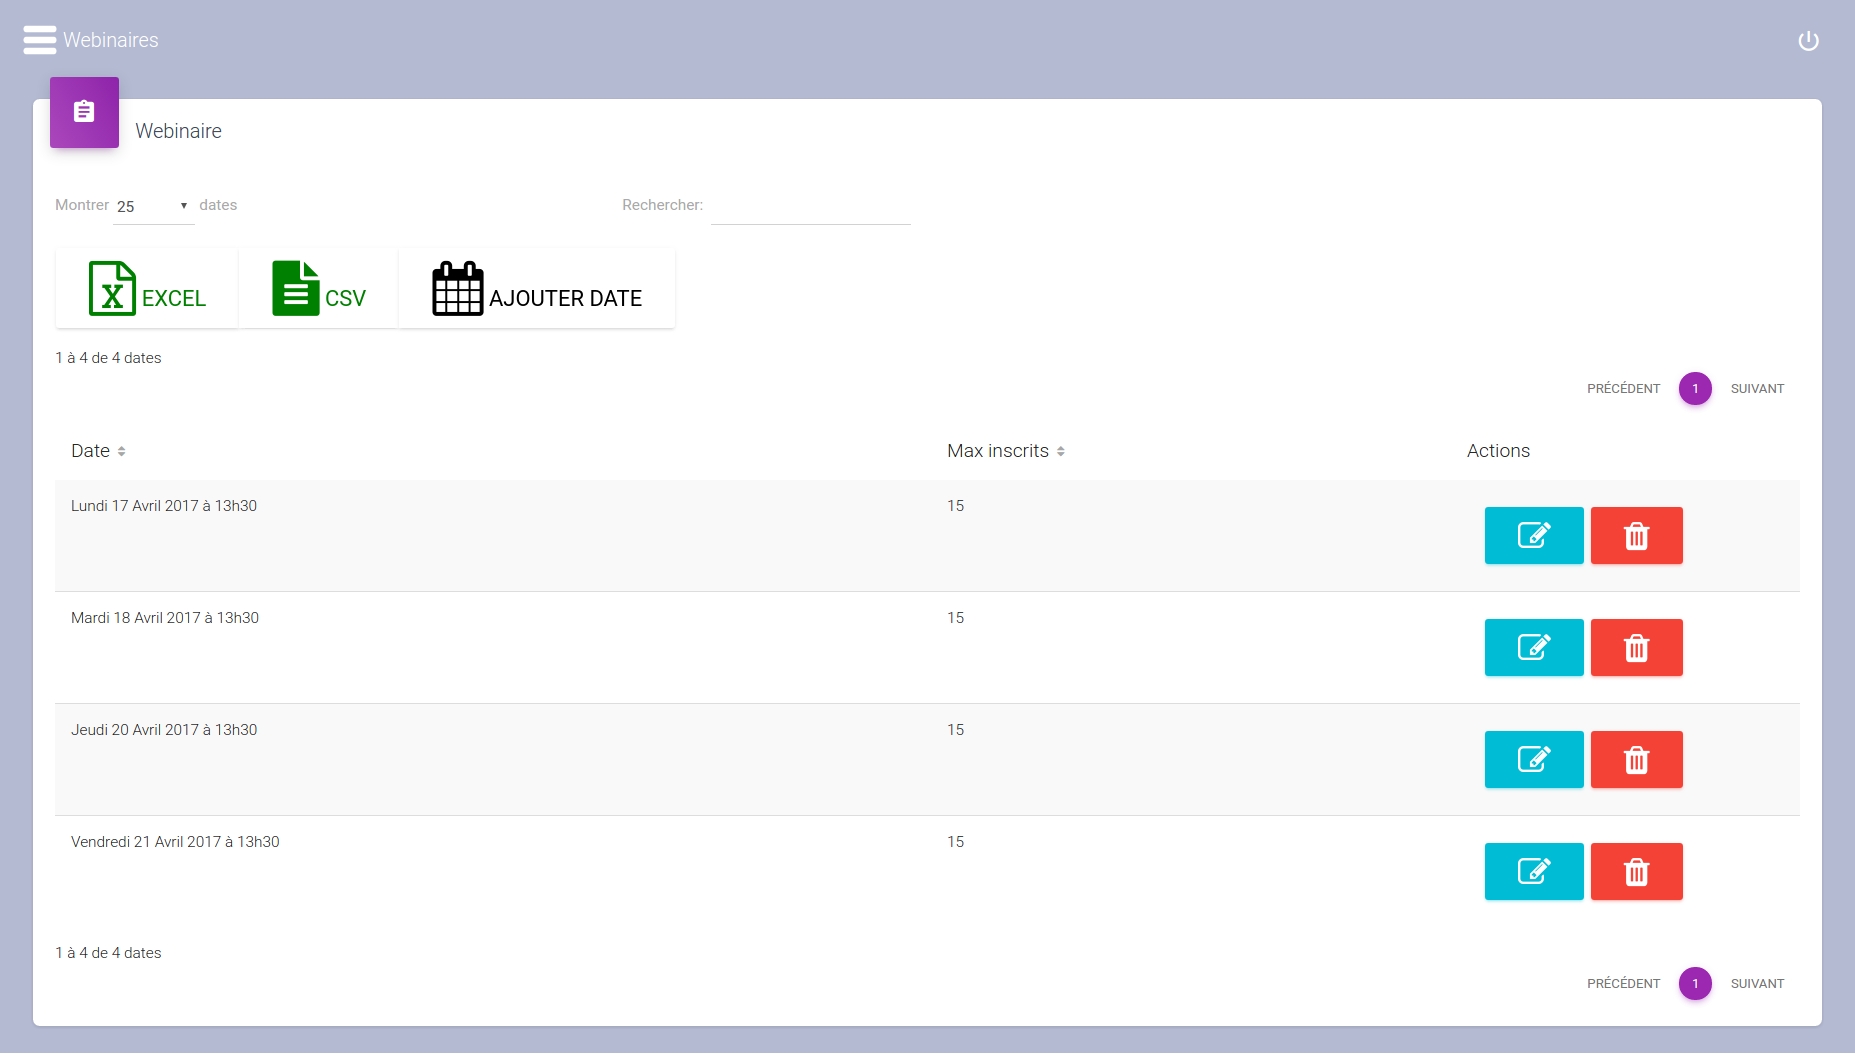 Webinaires
Webinaire
Montrer 25 dates
Rechercher:
EXCEL
CSV
AJOUTER DATE
1 à 4 de 4 dates
PRÉCÉDENT 1 SUIVANT
Date Max inscrits Actions
Lundi 17 Avril 2017 à 13h30 15
Mardi 18 Avril 2017 à 13h30 15
Jeudi 20 Avril 2017 à 13h30 15
Vendredi 21 Avril 2017 à 13h30 15
1 à 4 de 4 dates
PRÉCÉDENT 1 SUIVANT